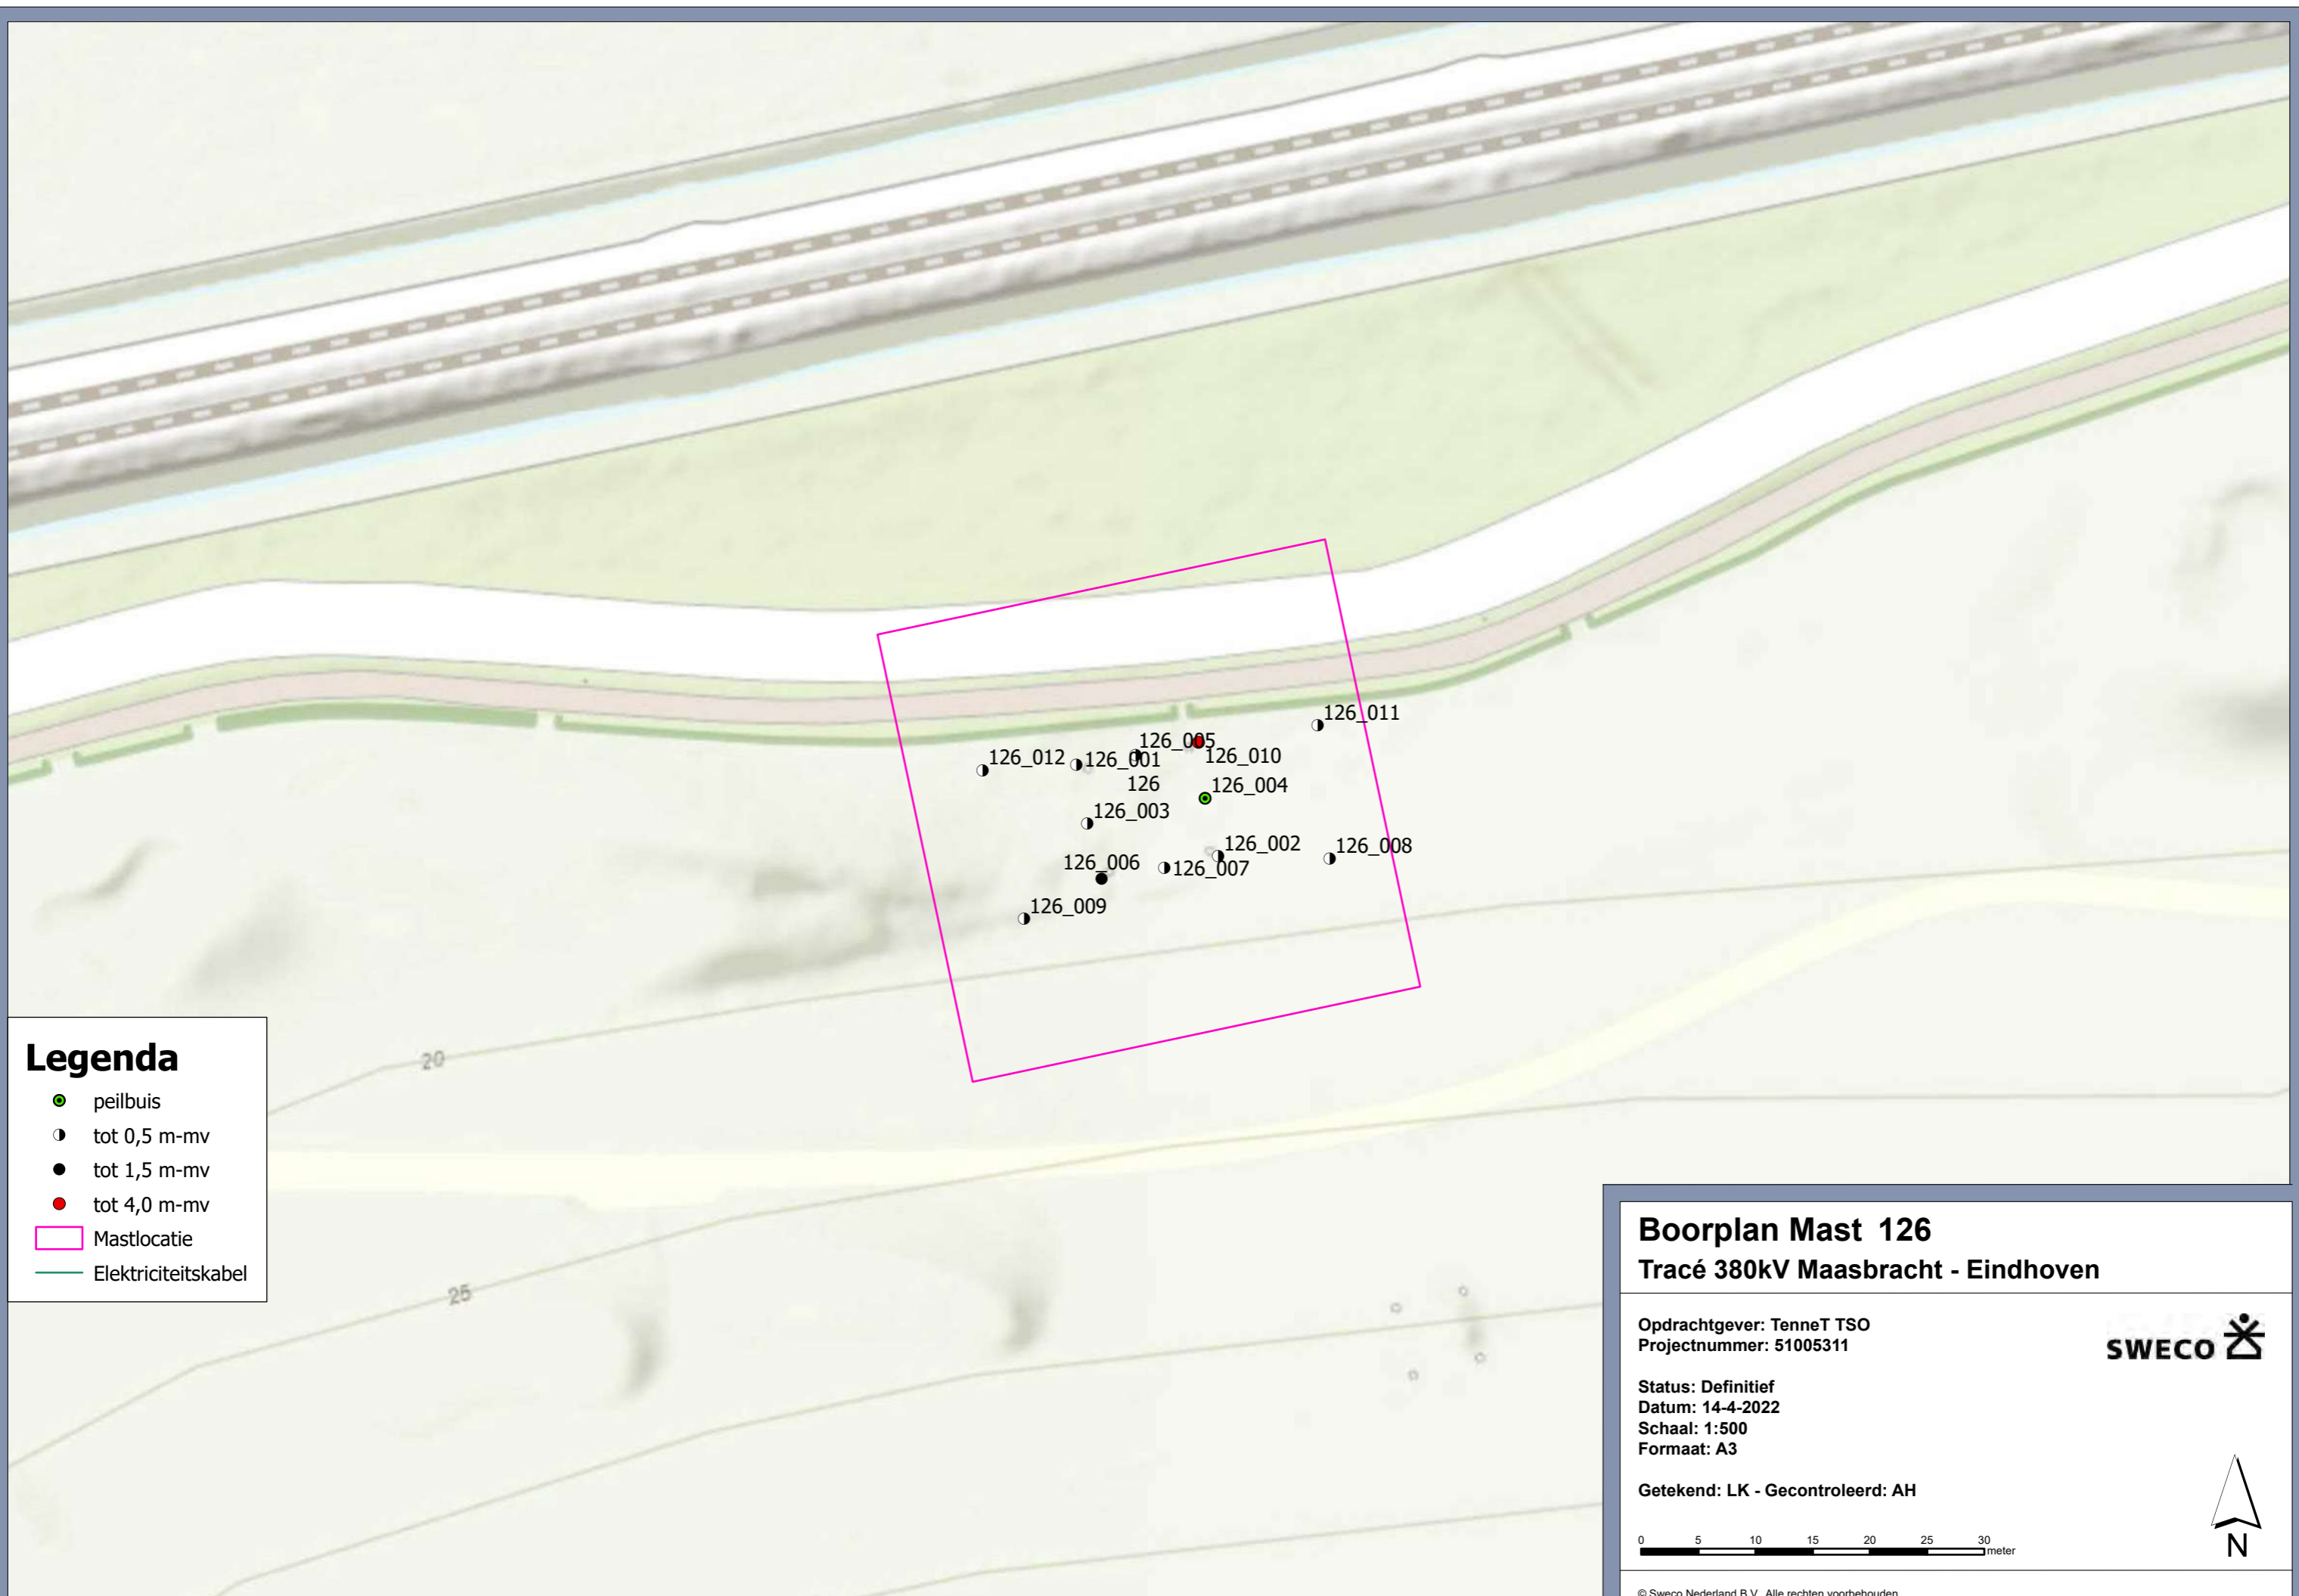 126_011
126_005
126_012
126_001
126_010
126
126_004
126_003
126_002
126_008
126_006
126_007
126_009
20
25
Legenda
peilbuis
tot 0,5 m-mv
tot 1,5 m-mv
tot 4,0 m-mv
Mastlocatie
Elektriciteitskabel
Boorplan Mast 126
Tracé 380kV Maasbracht - Eindhoven
Opdrachtgever: TenneT TSO
Projectnummer: 51005311
SWECO
Status: Definitief
Datum: 14-4-2022
Schaal: 1:500
Formaat: A3
Getekend: LK - Gecontroleerd: AH
0 5 10 15 20 25 30
meter
N
© Sweco Nederland B.V. Alle rechten voorbehouden